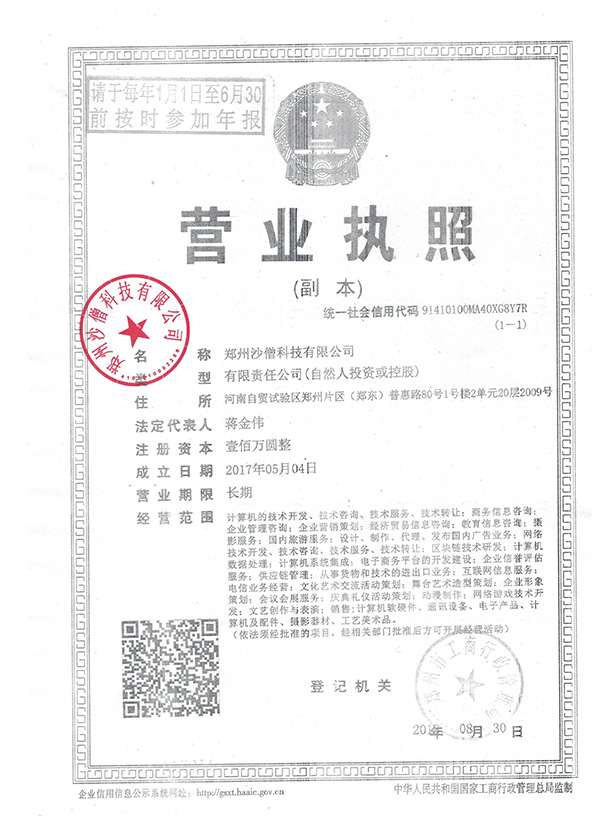 请于每年1月1日至6月30
前按时参加年报
营业执照
(副 本)
统一社会信用代码 91410100MA40XG8Y7R
(1-1)
郑州沙僧科技有限公司
名 称 郑州沙僧科技有限公司
类 型 有限责任公司(自然人投资或控股)
住 所 河南自贸试验区郑州片区(郑东)普惠路80号1号楼2单元20层2009号
法定代表人 蒋金伟
注册资本 壹佰万圆整
成立日期 2017年05月04日
营业期限 长期
经营范围 计算机的技术开发、技术咨询、技术服务、技术转让；商务信息咨询；
企业管理咨询；企业营销策划；经济贸易信息咨询；教育信息咨询；摄
影服务；国内旅游服务；设计、制作、代理、发布国内广告业务；网络
技术开发、技术咨询、技术服务、技术转让；区块链技术研发；计算机
数据处理；计算机系统集成；电子商务平台的开发建设；企业信誉评估
服务；供应链管理；从事货物和技术的进出口业务；互联网信息服务；
电信业务经营；文化艺术交流活动策划；舞台艺术造型策划；企业形象
策划；会议会展服务；庆典礼仪活动策划；动漫制作；网络游戏技术开
发；文艺创作与表演；销售:计算机软硬件、通讯设备、电子产品、计
算机及配件、摄影器材、工艺美术品。
(依法须经批准的项目，经相关部门批准后方可开展经营活动)
登记机关
郑州市工商行政管理局
08月30日
企业信用信息公示系统网址：http://gsxt.haaic.gov.cn
中华人民共和国国家工商行政管理总局监制